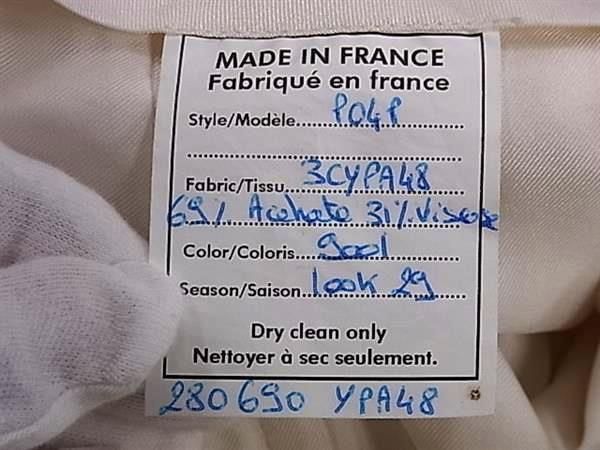 MADE IN FRANCE
Fabriqué en france
Style/Modèle...P04P
Fabric/Tissu...3CYPA48
69% Acetate 31% Viscose
Color/Coloris...9001
Season/Saison...look 29
Dry clean only
Nettoyer à sec seulement.
280690 YPA48